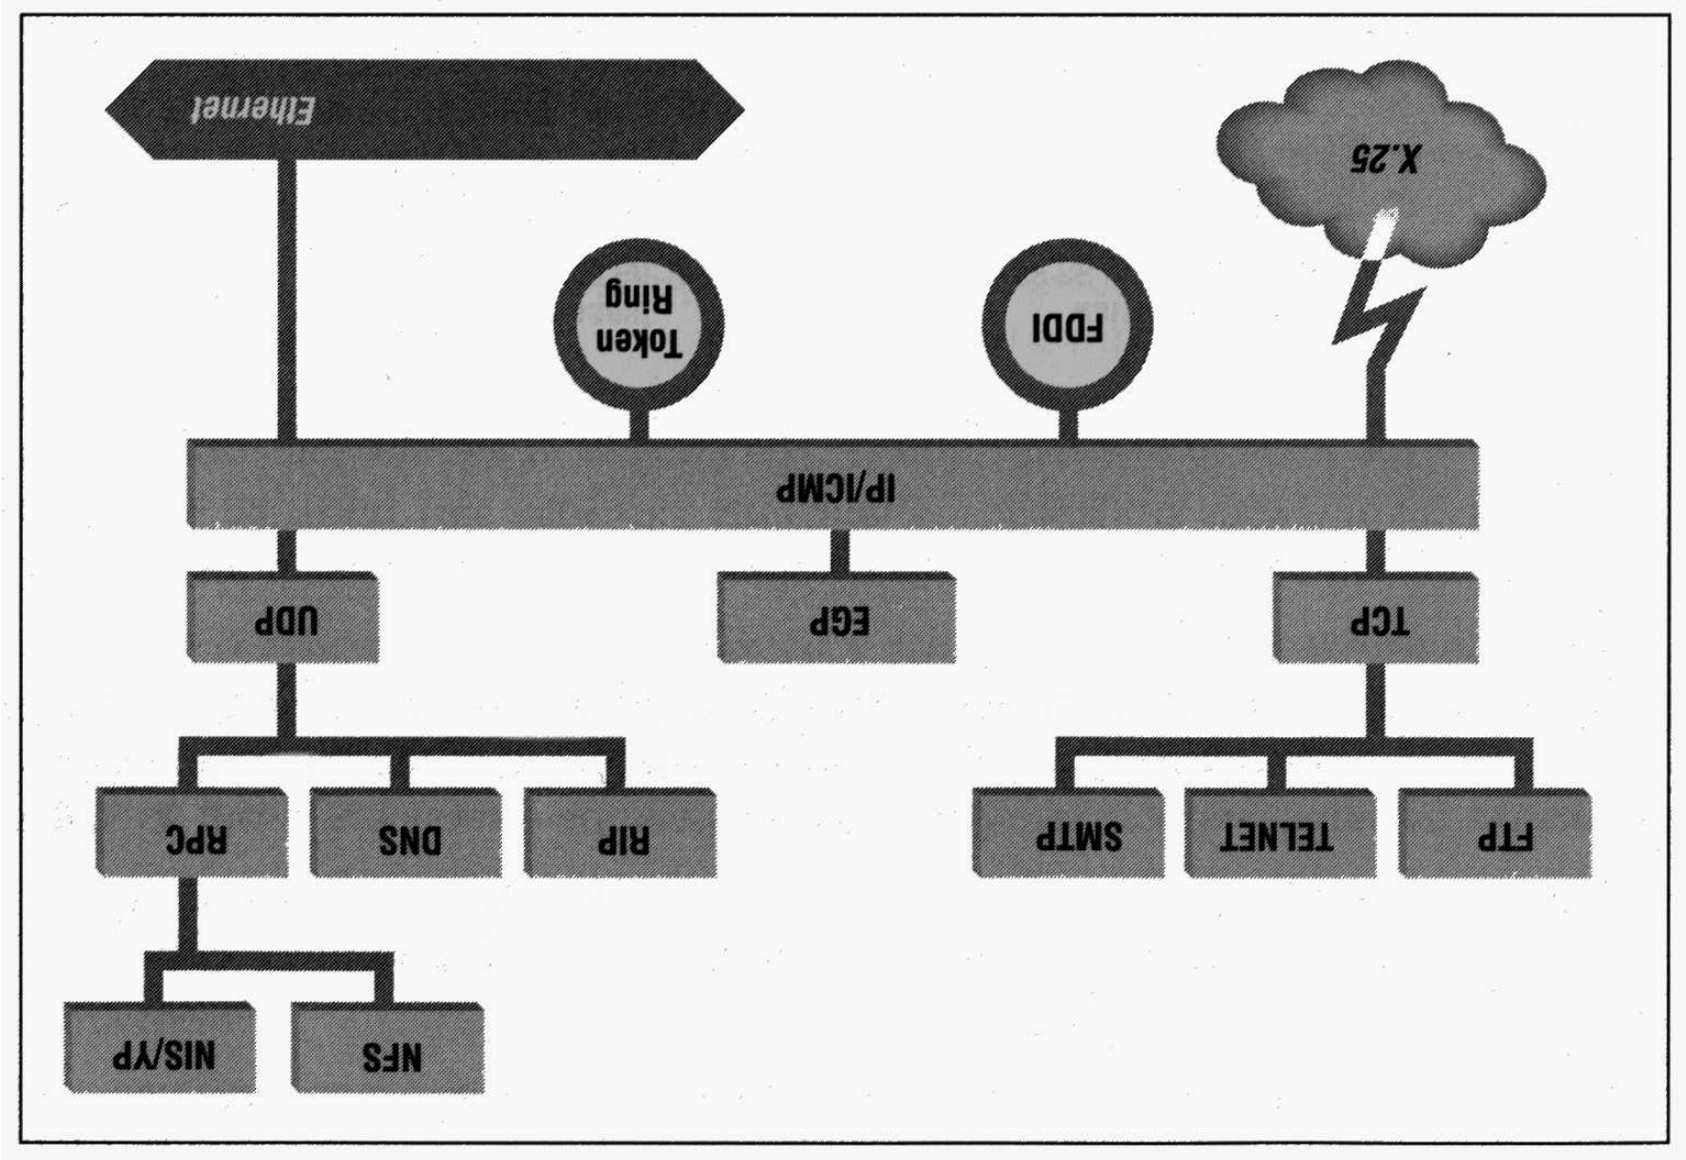 NFS
NIS/YP
FTP
TELNET
SMTP
RIP
DNS
RPC
TCP
EGP
UDP
IP/ICMP
FDDI
Token
Ring
X.25
Ethernet